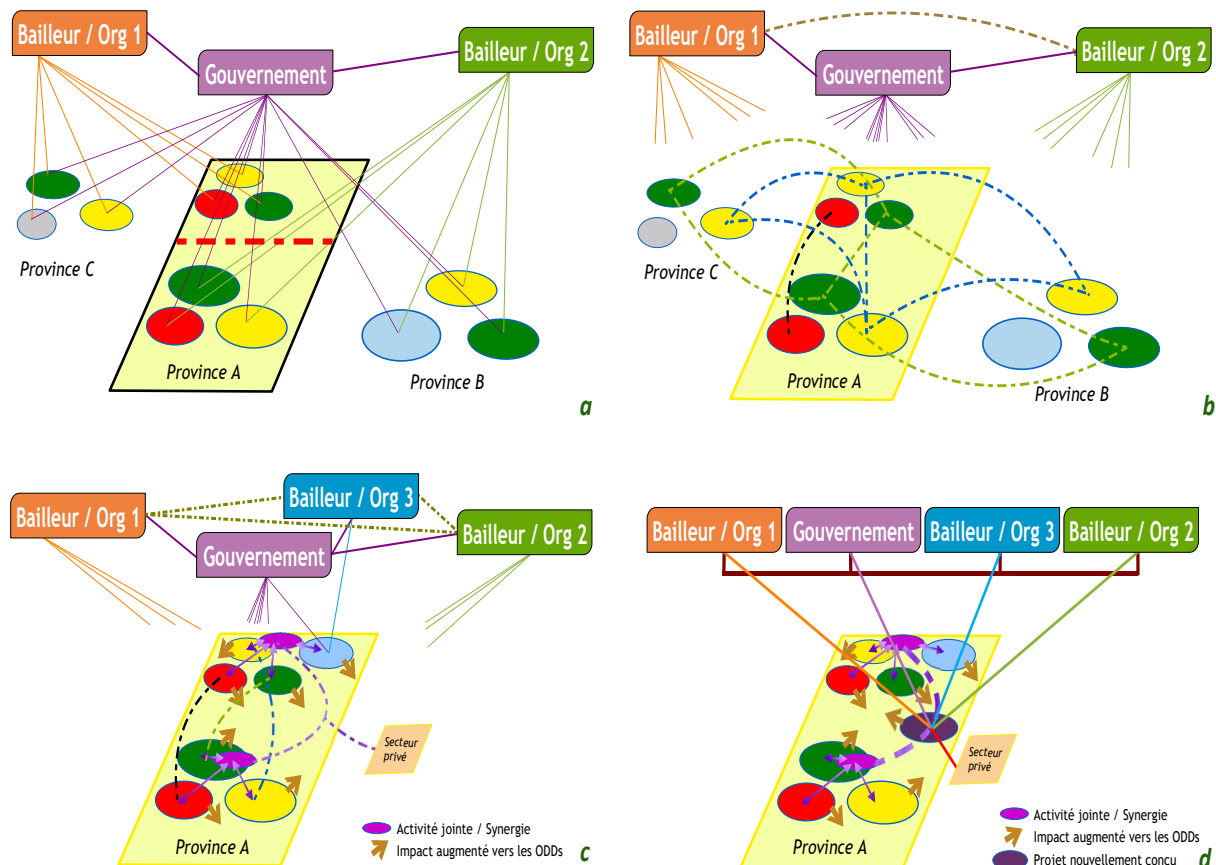 Bailleur / Org 1
Gouvernement
Bailleur / Org 2
Province C
Province A
Province B
a
Bailleur / Org 1
Gouvernement
Bailleur / Org 2
Province C
Province A
Province B
b
Bailleur / Org 1
Bailleur / Org 3
Gouvernement
Bailleur / Org 2
Secteur
privé
Province A
Activité jointe / Synergie
Impact augmenté vers les ODDs
c
Bailleur / Org 1
Gouvernement
Bailleur / Org 3
Bailleur / Org 2
Secteur
privé
Province A
Activité jointe / Synergie
Impact augmenté vers les ODDs
Projet nouvellement conçu
d